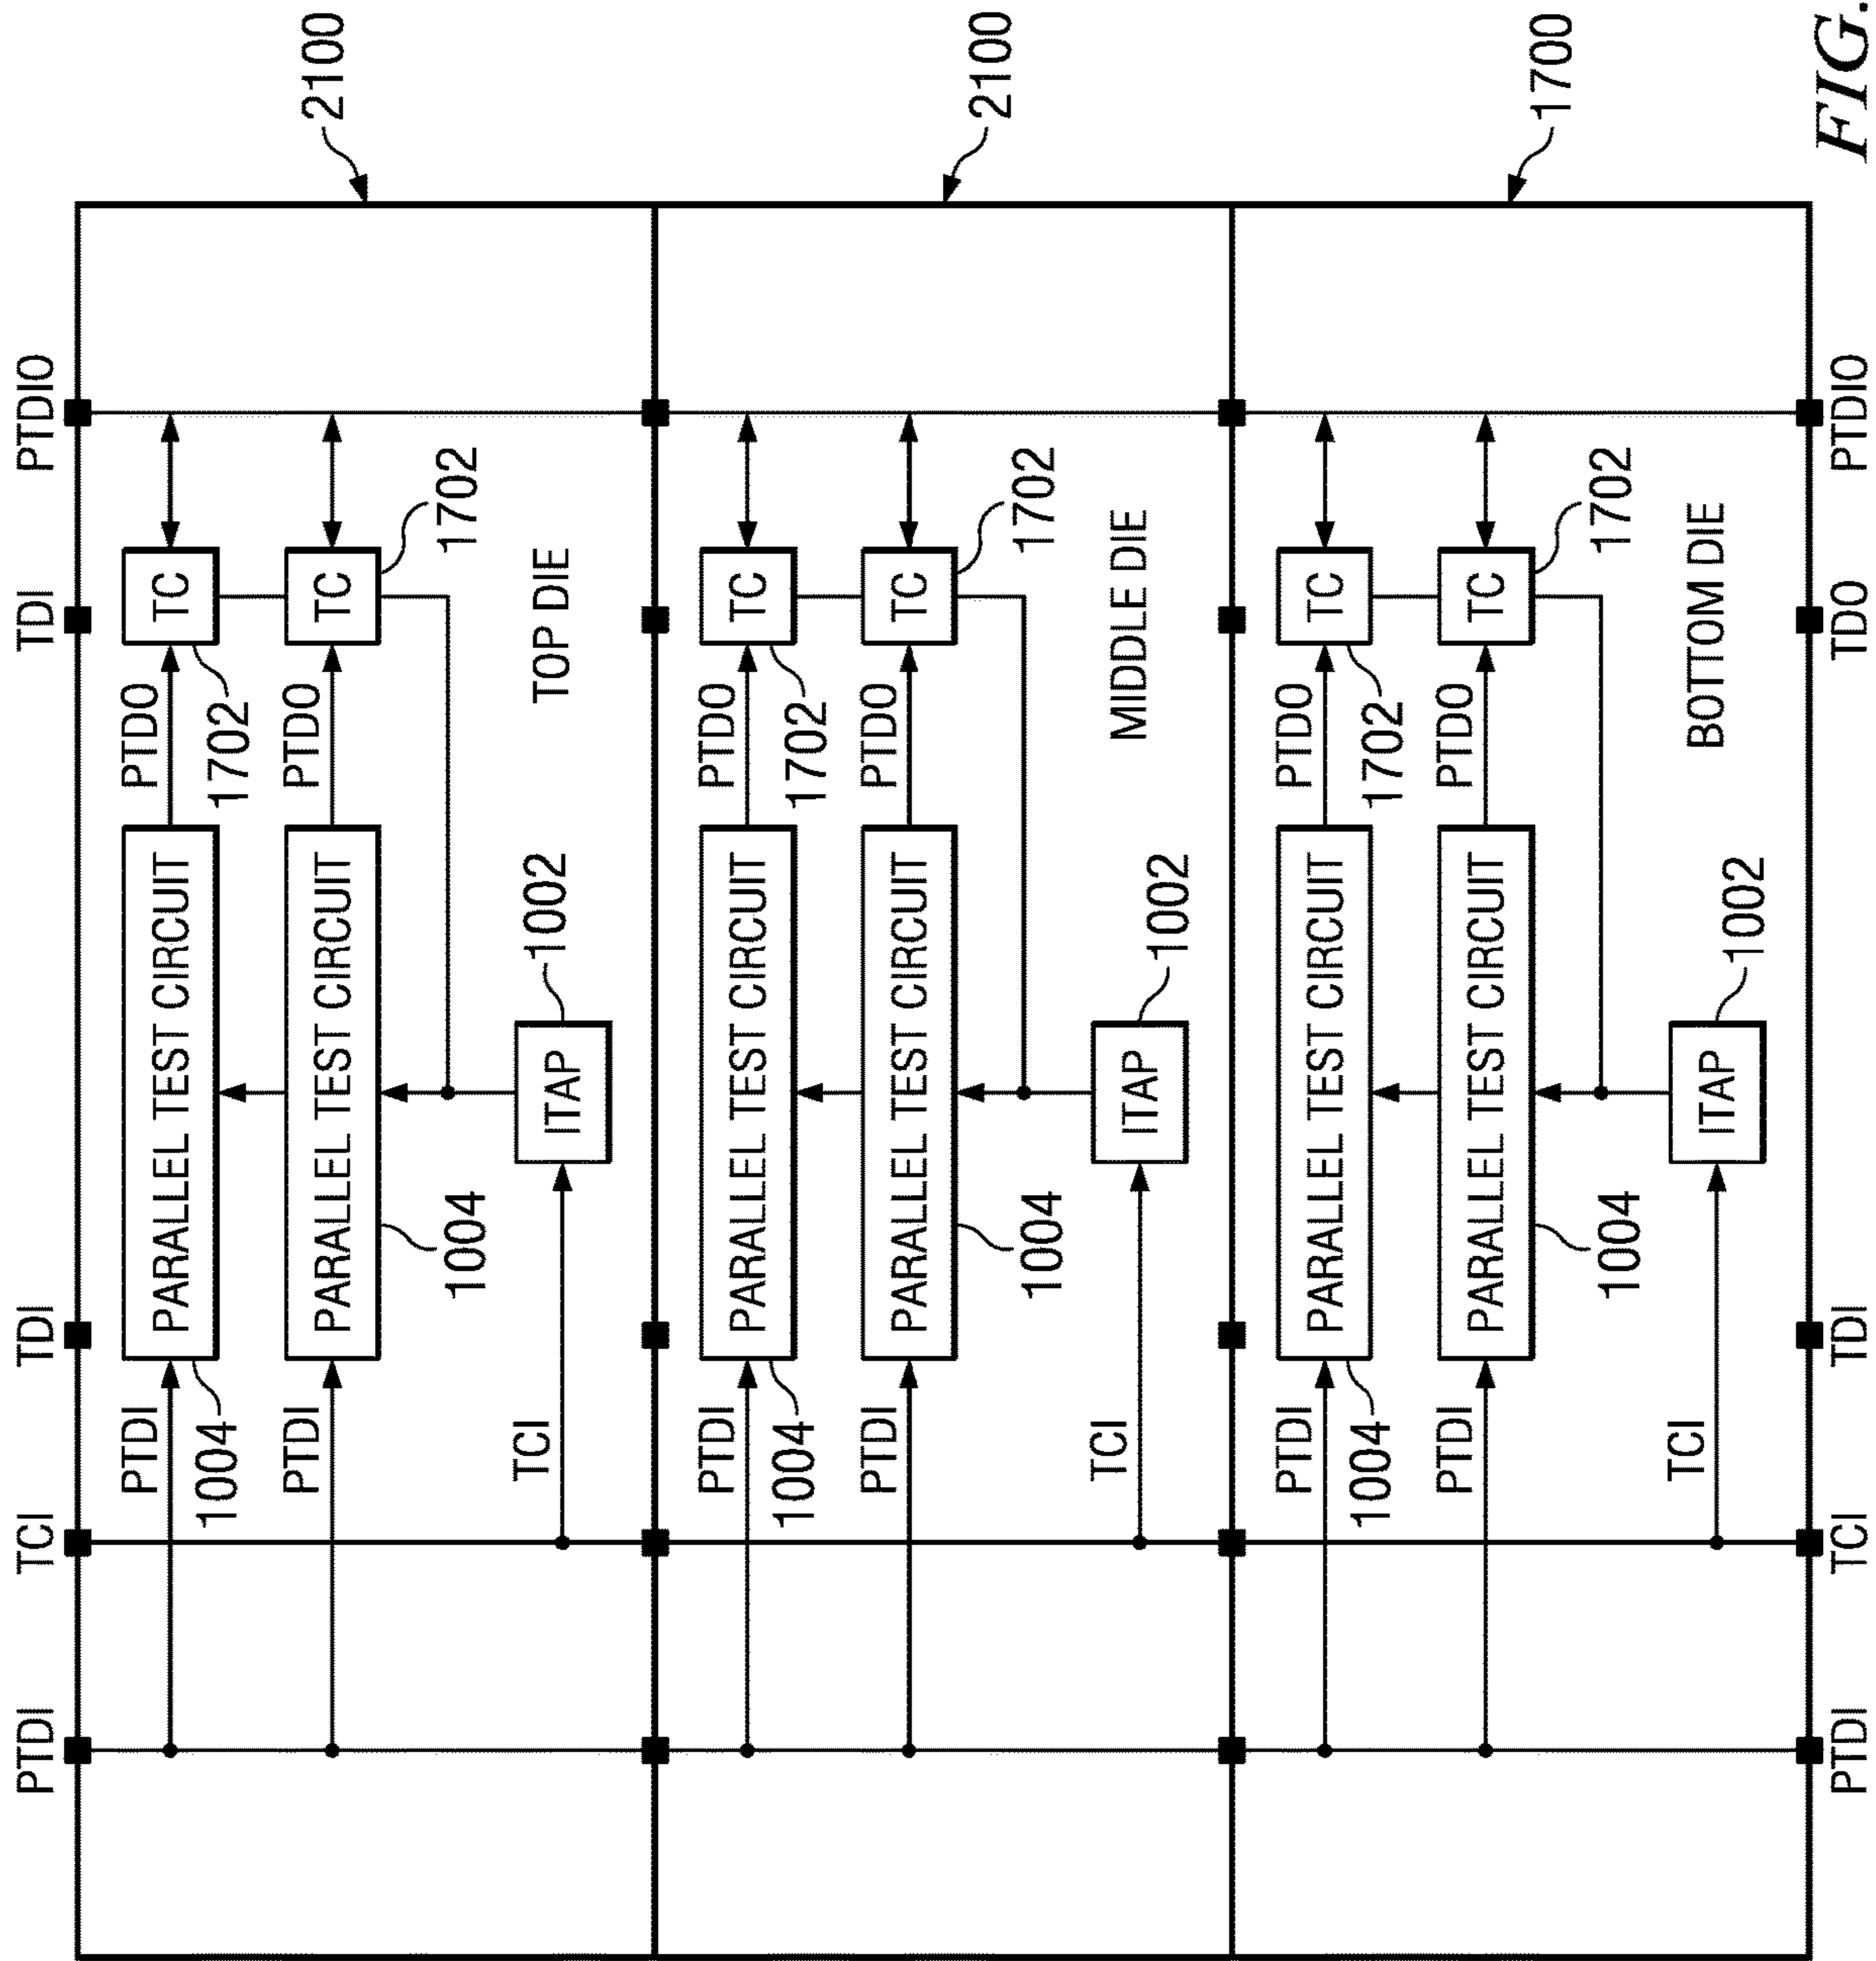 PTDI TCI TDI TDI PTDIO
2100
PTDI PARALLEL TEST CIRCUIT PTDO TC
1004 1702
PTDI PARALLEL TEST CIRCUIT PTDO TC
1004 1702
TCI ITAP 1002 TOP DIE
2100
PTDI PARALLEL TEST CIRCUIT PTDO TC
1004 1702
PTDI PARALLEL TEST CIRCUIT PTDO TC
1004 1702
TCI ITAP 1002 MIDDLE DIE
1700
PTDI PARALLEL TEST CIRCUIT PTDO TC
1004 1702
PTDI PARALLEL TEST CIRCUIT PTDO TC
1004 1702
TCI ITAP 1002 BOTTOM DIE
PTDI TCI TDI TDO PTDIO
FIG.